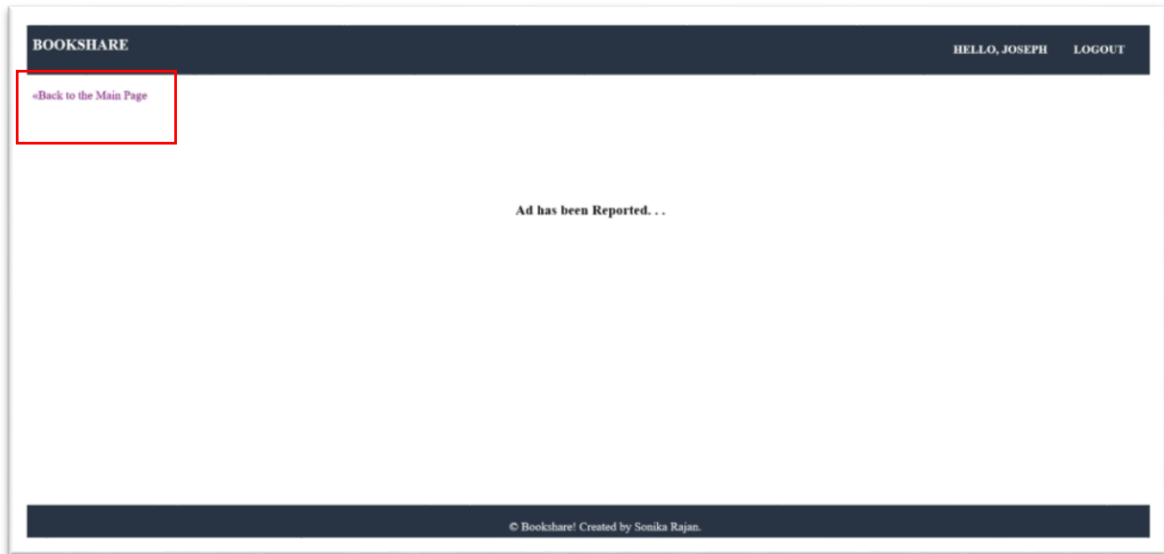 BOOKSHARE
HELLO, JOSEPH LOGOUT
«Back to the Main Page
Ad has been Reported. . .
© Bookshare! Created by Sonika Rajan.